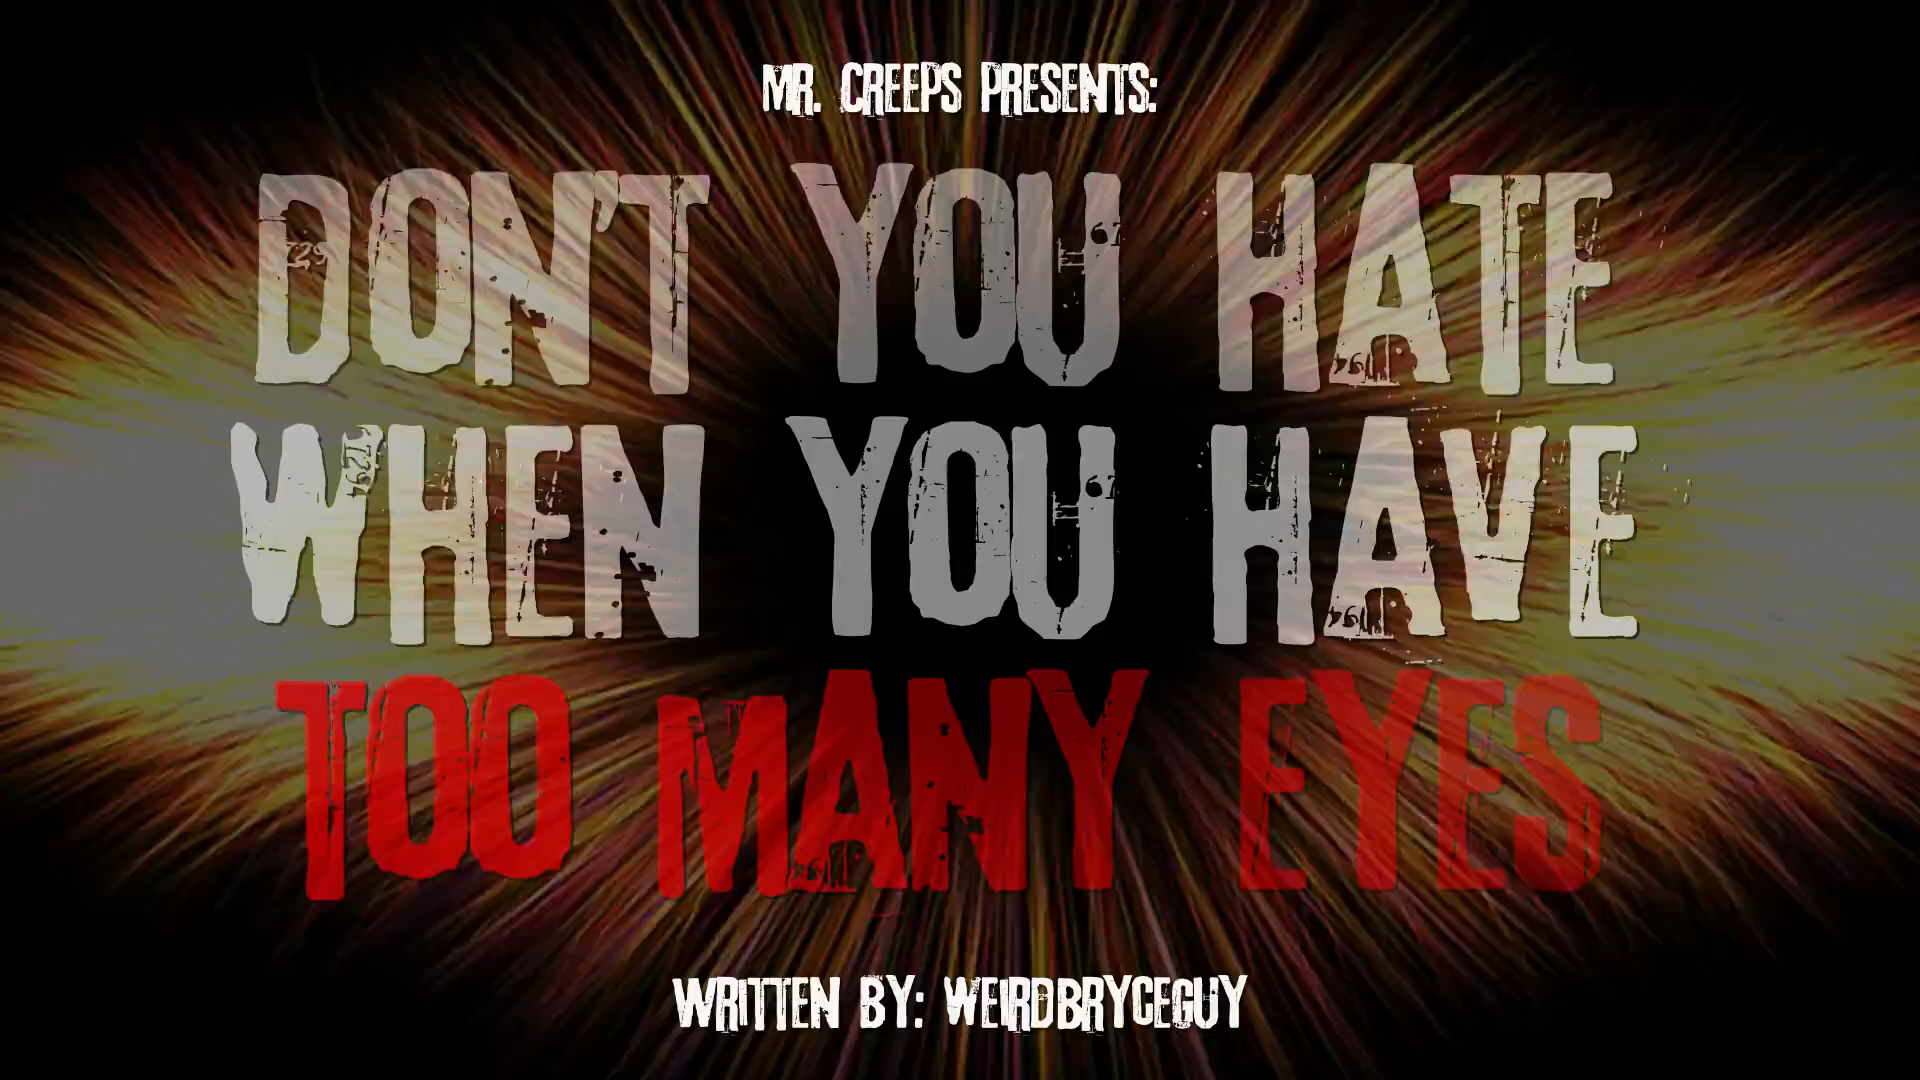 MR. CREEPS PRESENTS:
DON'T YOU HATE
WHEN YOU HAVE
TOO MANY EYES
WRITTEN BY: WEIRDBRYCEGUY